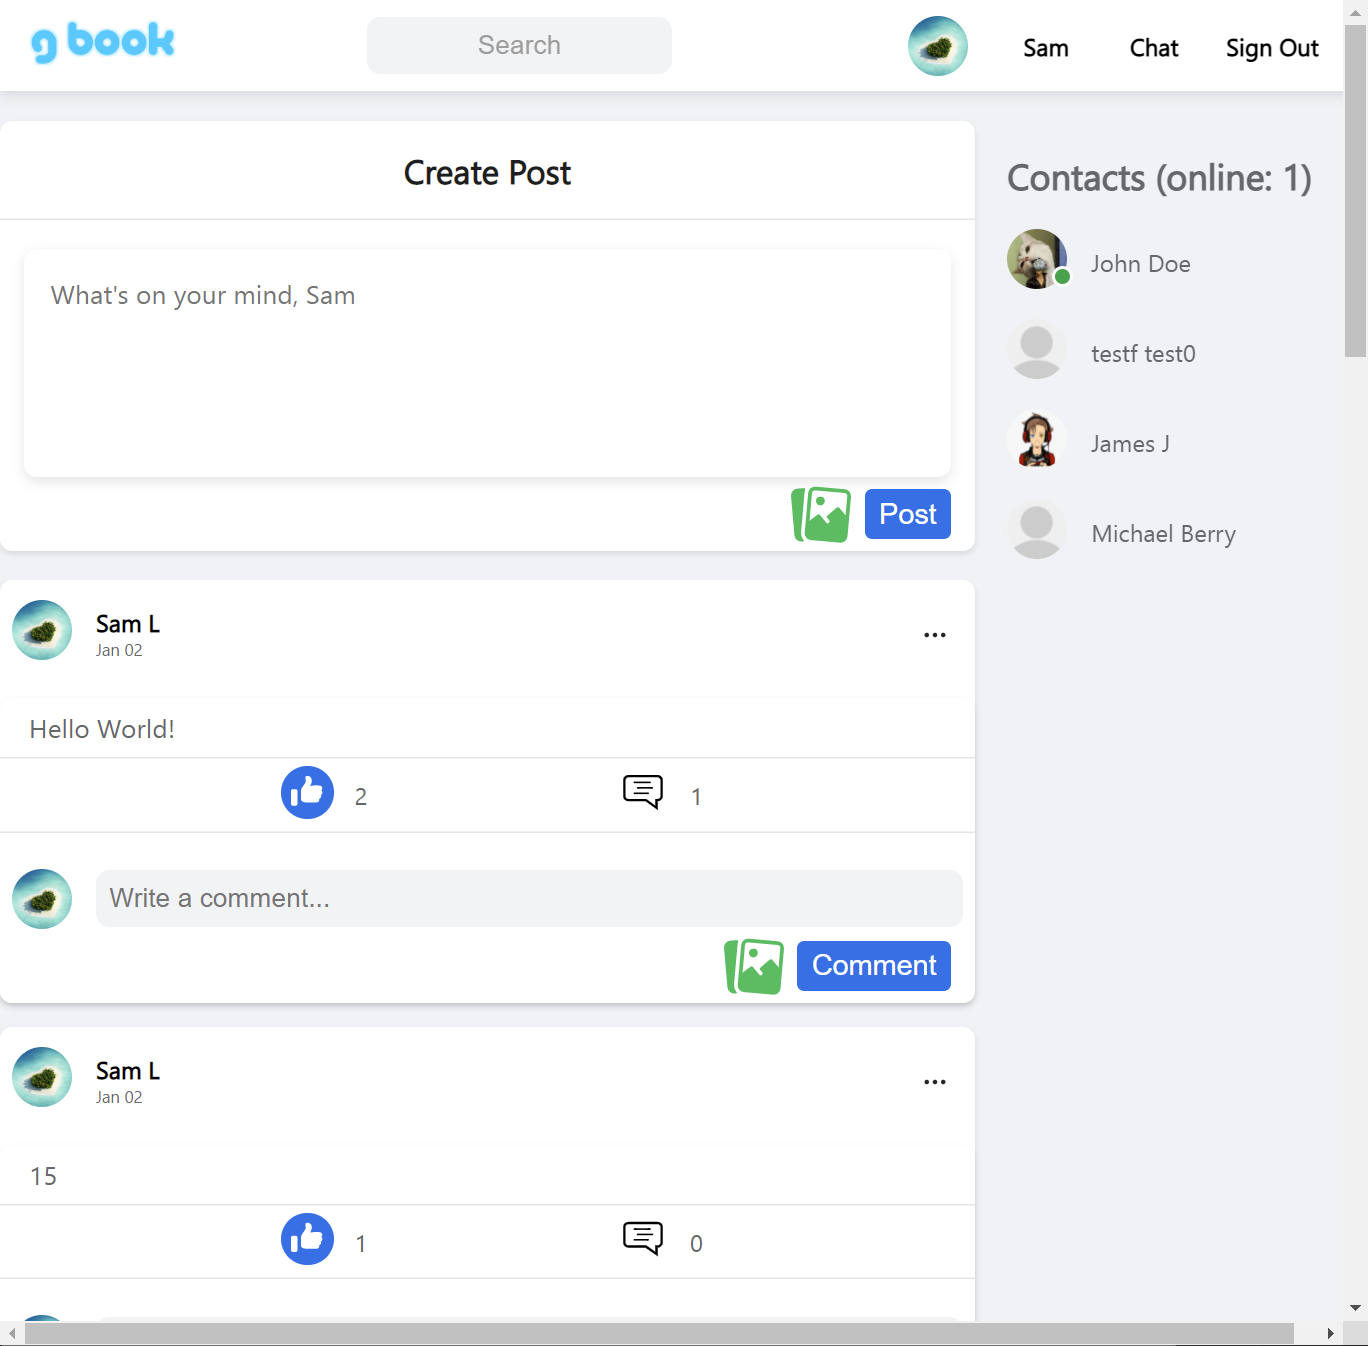 g book
Search
Sam
Chat
Sign Out
Create Post
What's on your mind, Sam
Post
Contacts (online: 1)
John Doe
testf test0
James J
Michael Berry
Sam L
Jan 02
...
Hello World!
2
1
Write a comment...
Comment
Sam L
Jan 02
...
15
1
0